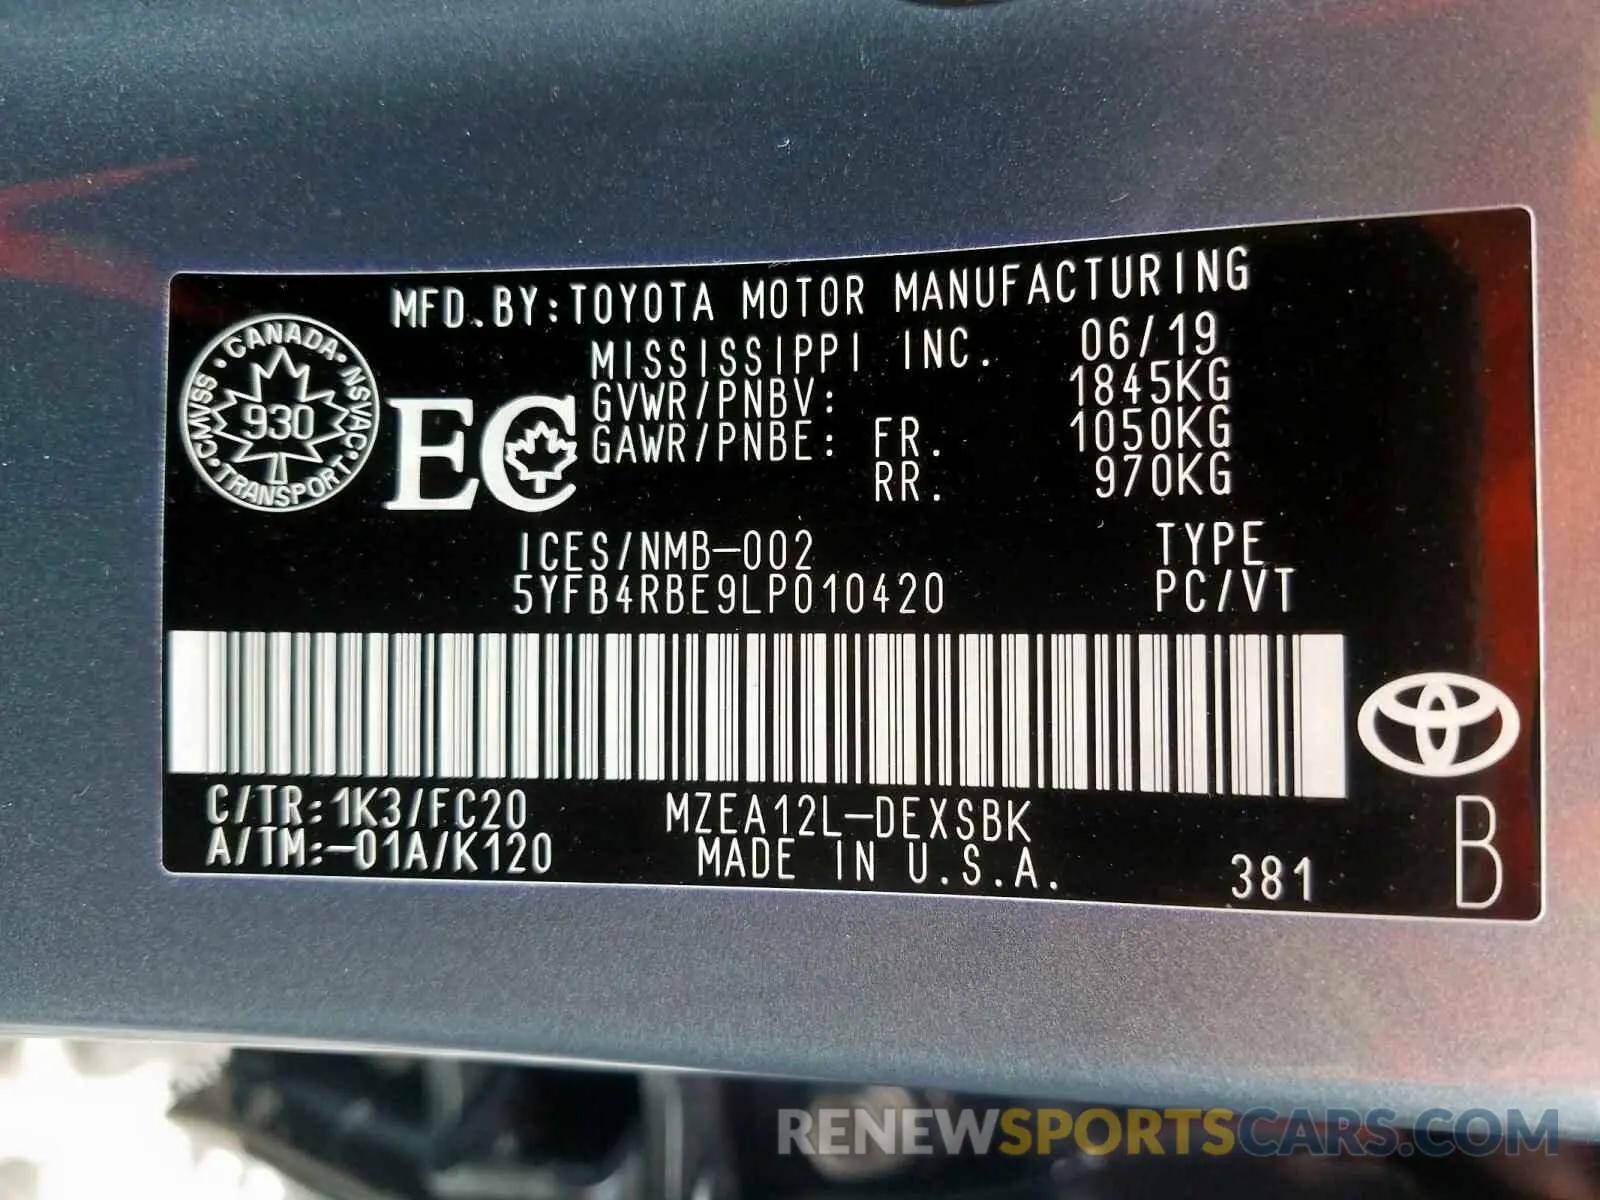 MFD.BY:TOYOTA MOTOR MANUFACTURING
MISSISSIPPI INC. 06/19
GVWR/PNBV: 1845KG
GAWR/PNBE: FR. 1050KG
RR. 970KG
CANADA NSVAC TRANSPORT CMVSS
930
EC
ICES/NMB-002 TYPE
5YFB4RBE9LP010420 PC/VT
C/TR:1K3/FC20 MZEA12L-DEXSBK
A/TM:-01A/K120 MADE IN U.S.A. 381
B
RENEWSPORTSCARS.COM